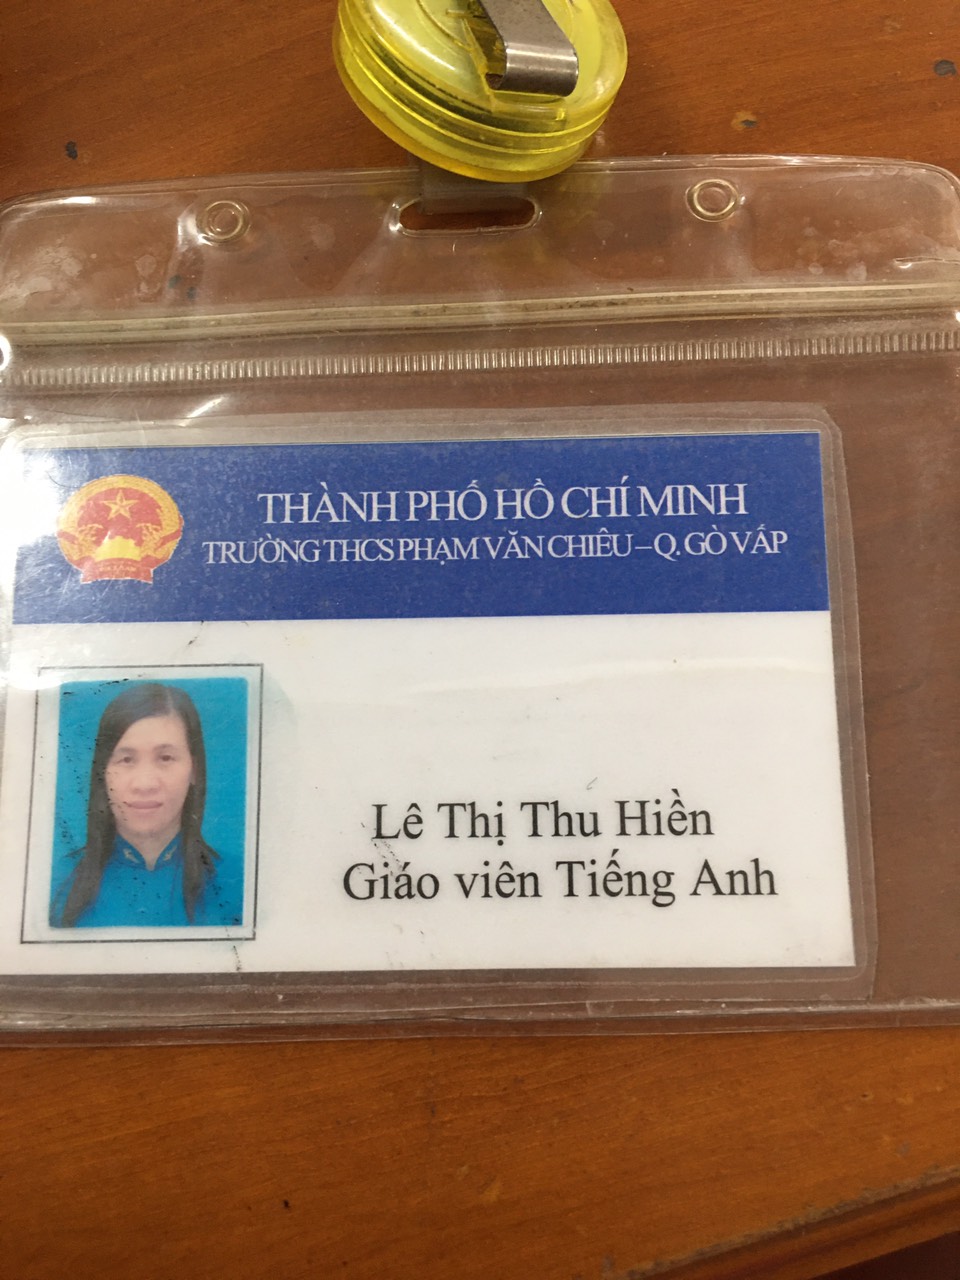 THÀNH PHỐ HỒ CHÍ MINH
TRƯỜNG THCS PHẠM VĂN CHIÊU – Q. GÒ VẤP
Lê Thị Thu Hiền
Giáo viên Tiếng Anh